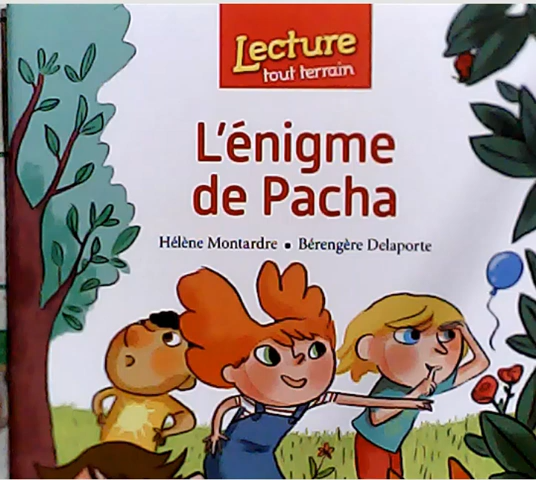 Lecture
tout terrain
L'énigme
de Pacha
Hélène Montardre ▪ Bérengère Delaporte